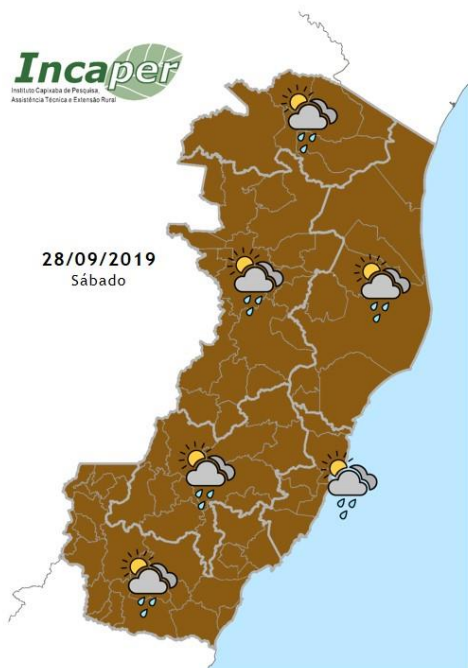 Incaper
Instituto Capixaba de Pesquisa,
Assistência Técnica e Extensão Rural
28/09/2019
Sábado